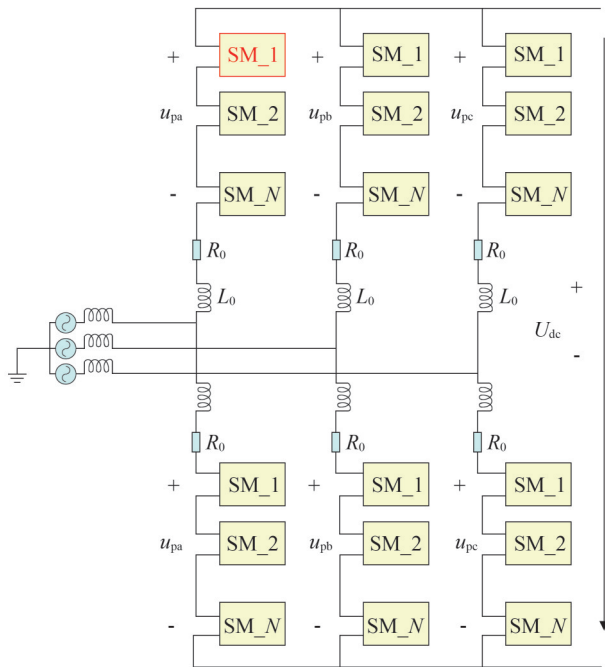 + SM_1 + SM_1 + SM_1
u_pa SM_2 u_pb SM_2 u_pc SM_2
- SM_N - SM_N - SM_N
R_0 R_0 R_0
L_0 L_0 L_0
+
U_dc
-
R_0 R_0 R_0
+ SM_1 + SM_1 + SM_1
u_pa SM_2 u_pb SM_2 u_pc SM_2
- SM_N - SM_N - SM_N